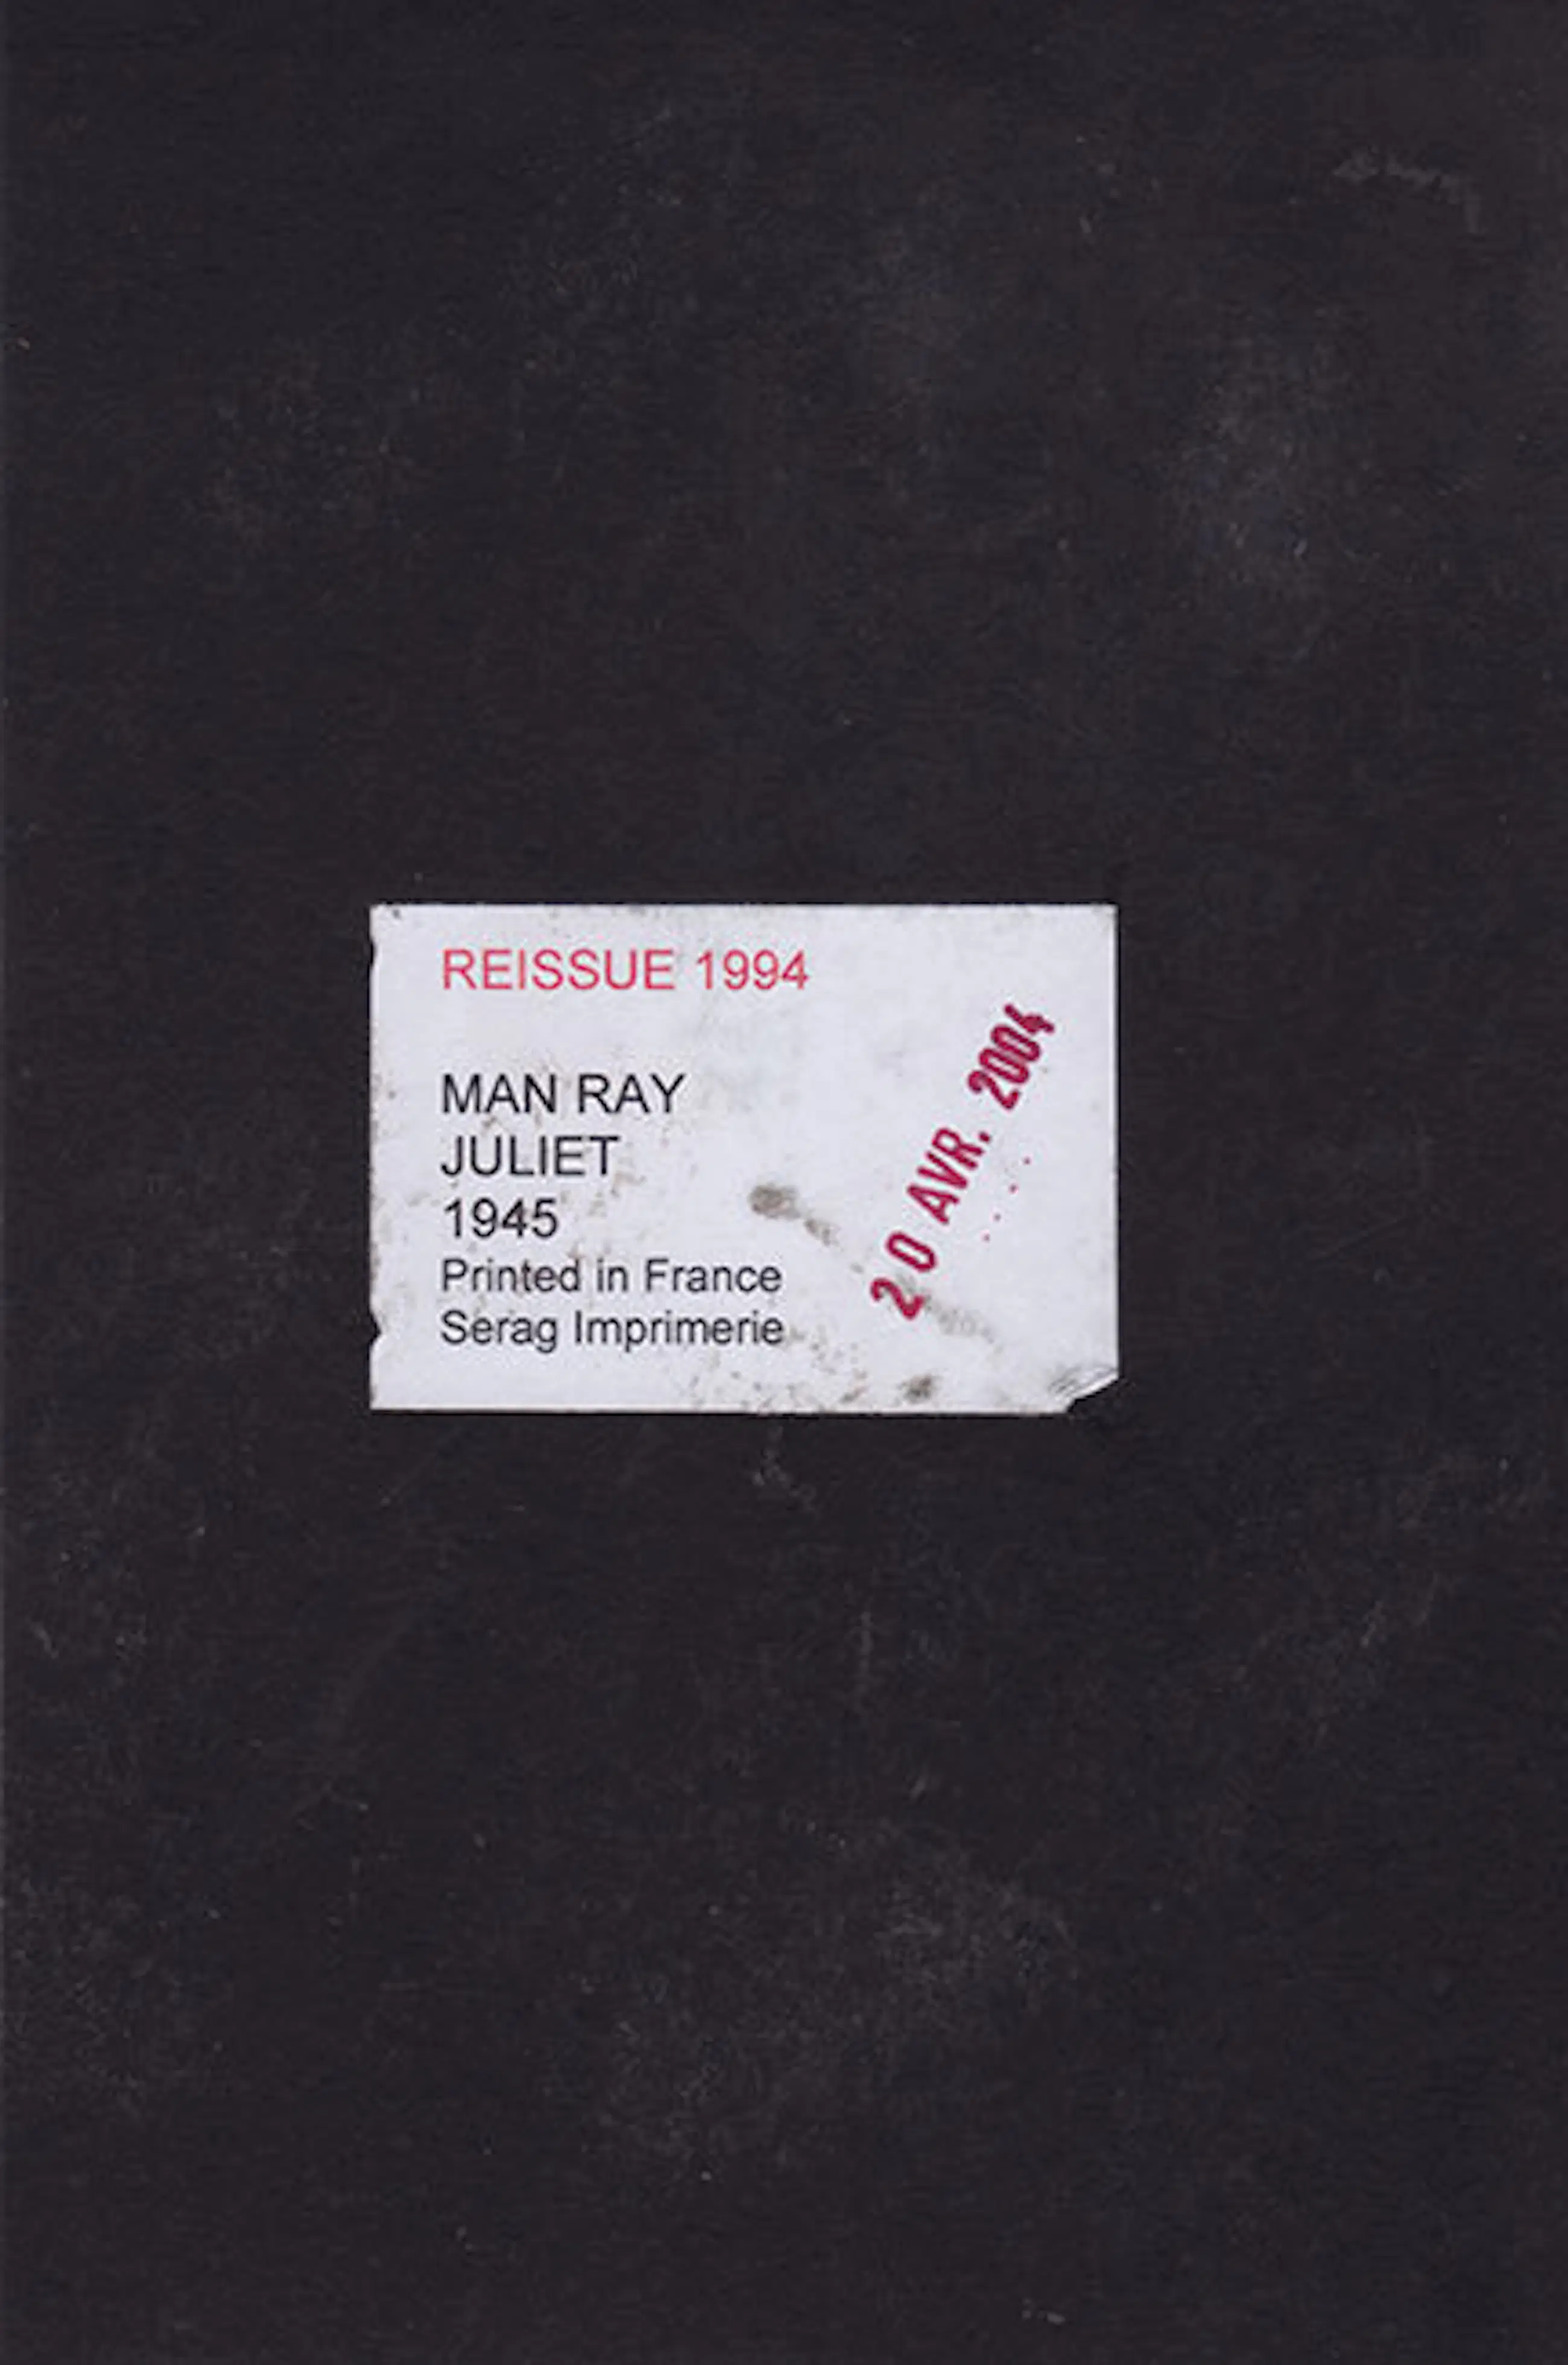 REISSUE 1994
MAN RAY
JULIET
1945
Printed in France
Serag Imprimerie
20 AVR. 2004